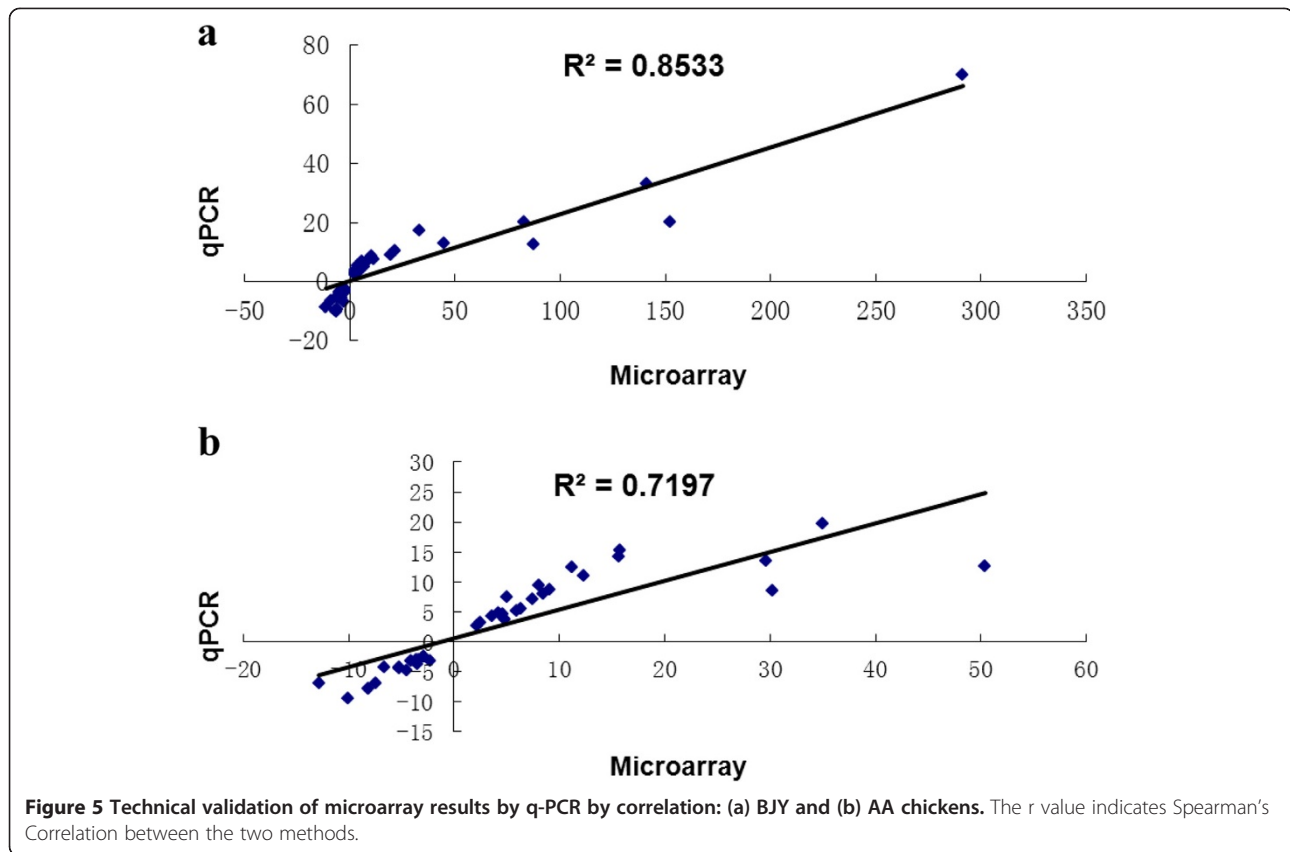 a
R² = 0.8533
80
60
40
20
0
-20
qPCR
-50 0 50 100 150 200 250 300 350
Microarray
b
R² = 0.7197
30
25
20
15
10
5
0
-5
-10
-15
qPCR
-20 -10 0 10 20 30 40 50 60
Microarray
Figure 5 Technical validation of microarray results by q-PCR by correlation: (a) BJY and (b) AA chickens. The r value indicates Spearman's
Correlation between the two methods.